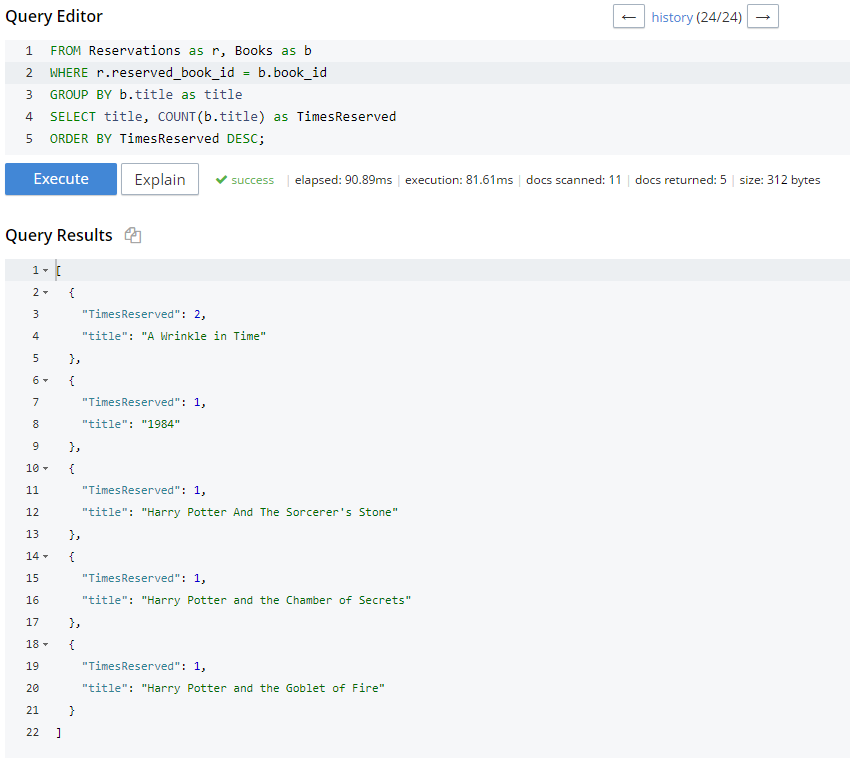 Query Editor
← history (24/24) →
1 FROM Reservations as r, Books as b
2 WHERE r.reserved_book_id = b.book_id
3 GROUP BY b.title as title
4 SELECT title, COUNT(b.title) as TimesReserved
5 ORDER BY TimesReserved DESC;
Execute Explain success | elapsed: 90.89ms | execution: 81.61ms | docs scanned: 11 | docs returned: 5 | size: 312 bytes
Query Results
1 [
2 {
3 "TimesReserved": 2,
4 "title": "A Wrinkle in Time"
5 },
6 {
7 "TimesReserved": 1,
8 "title": "1984"
9 },
10 {
11 "TimesReserved": 1,
12 "title": "Harry Potter And The Sorcerer's Stone"
13 },
14 {
15 "TimesReserved": 1,
16 "title": "Harry Potter and the Chamber of Secrets"
17 },
18 {
19 "TimesReserved": 1,
20 "title": "Harry Potter and the Goblet of Fire"
21 }
22 ]